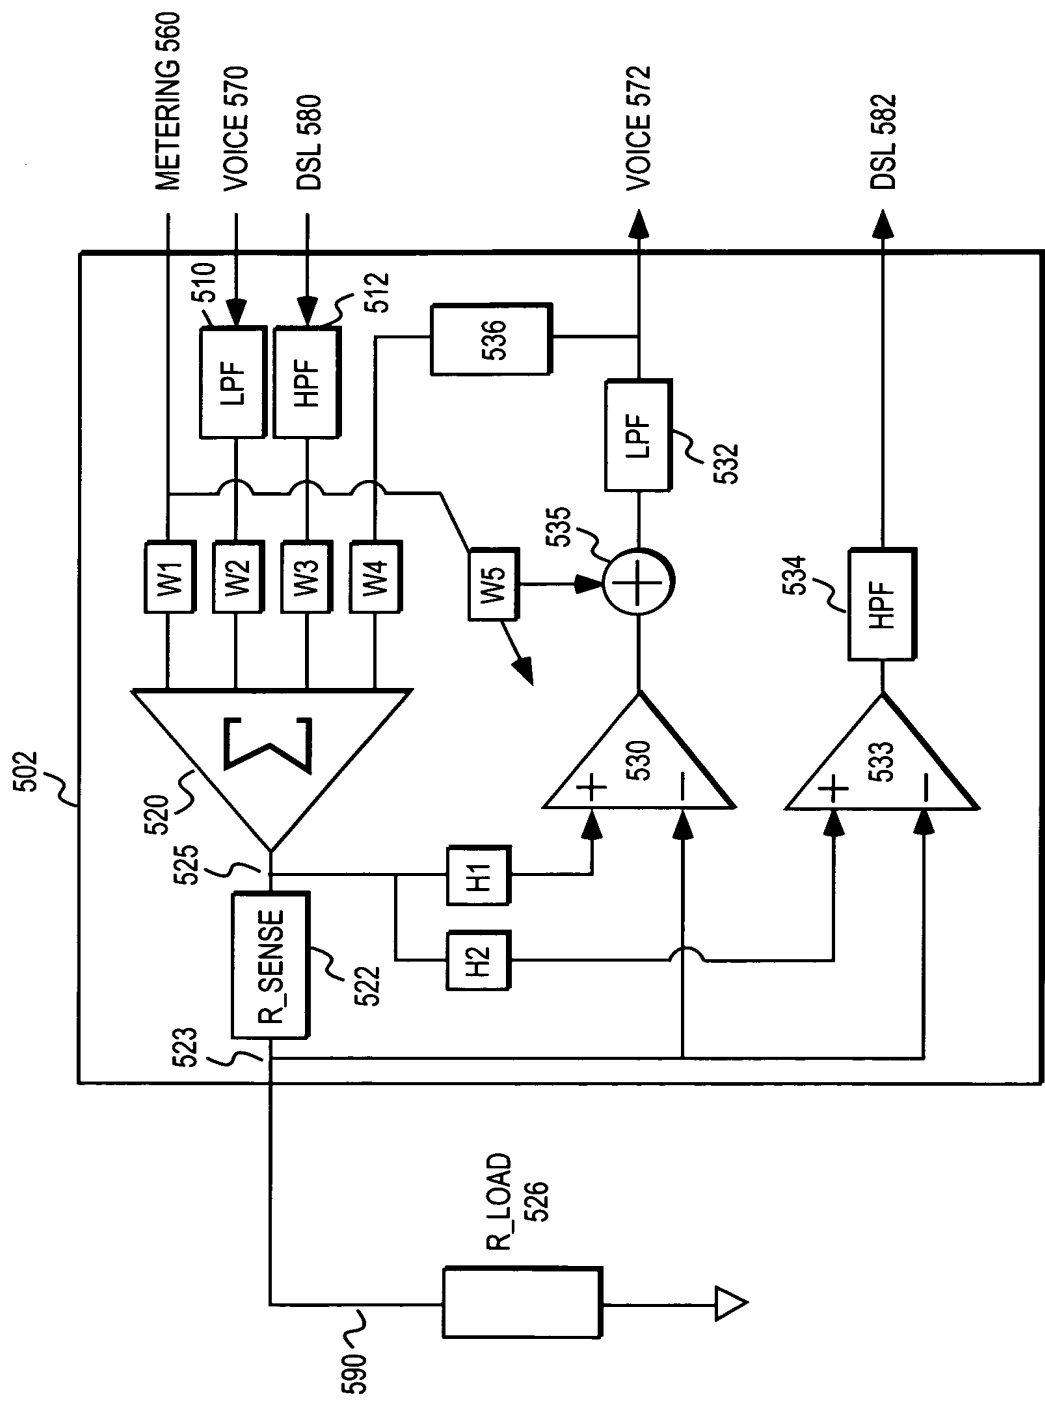 502
METERING 560
VOICE 570
DSL 580
510
LPF
512
HPF
W1
W2
W3
W4
Σ
520
525
R_SENSE
522
523
536
W5
535
+
LPF
532
VOICE 572
H1
H2
+
530
−
534
HPF
DSL 582
+
533
−
R_LOAD
526
590